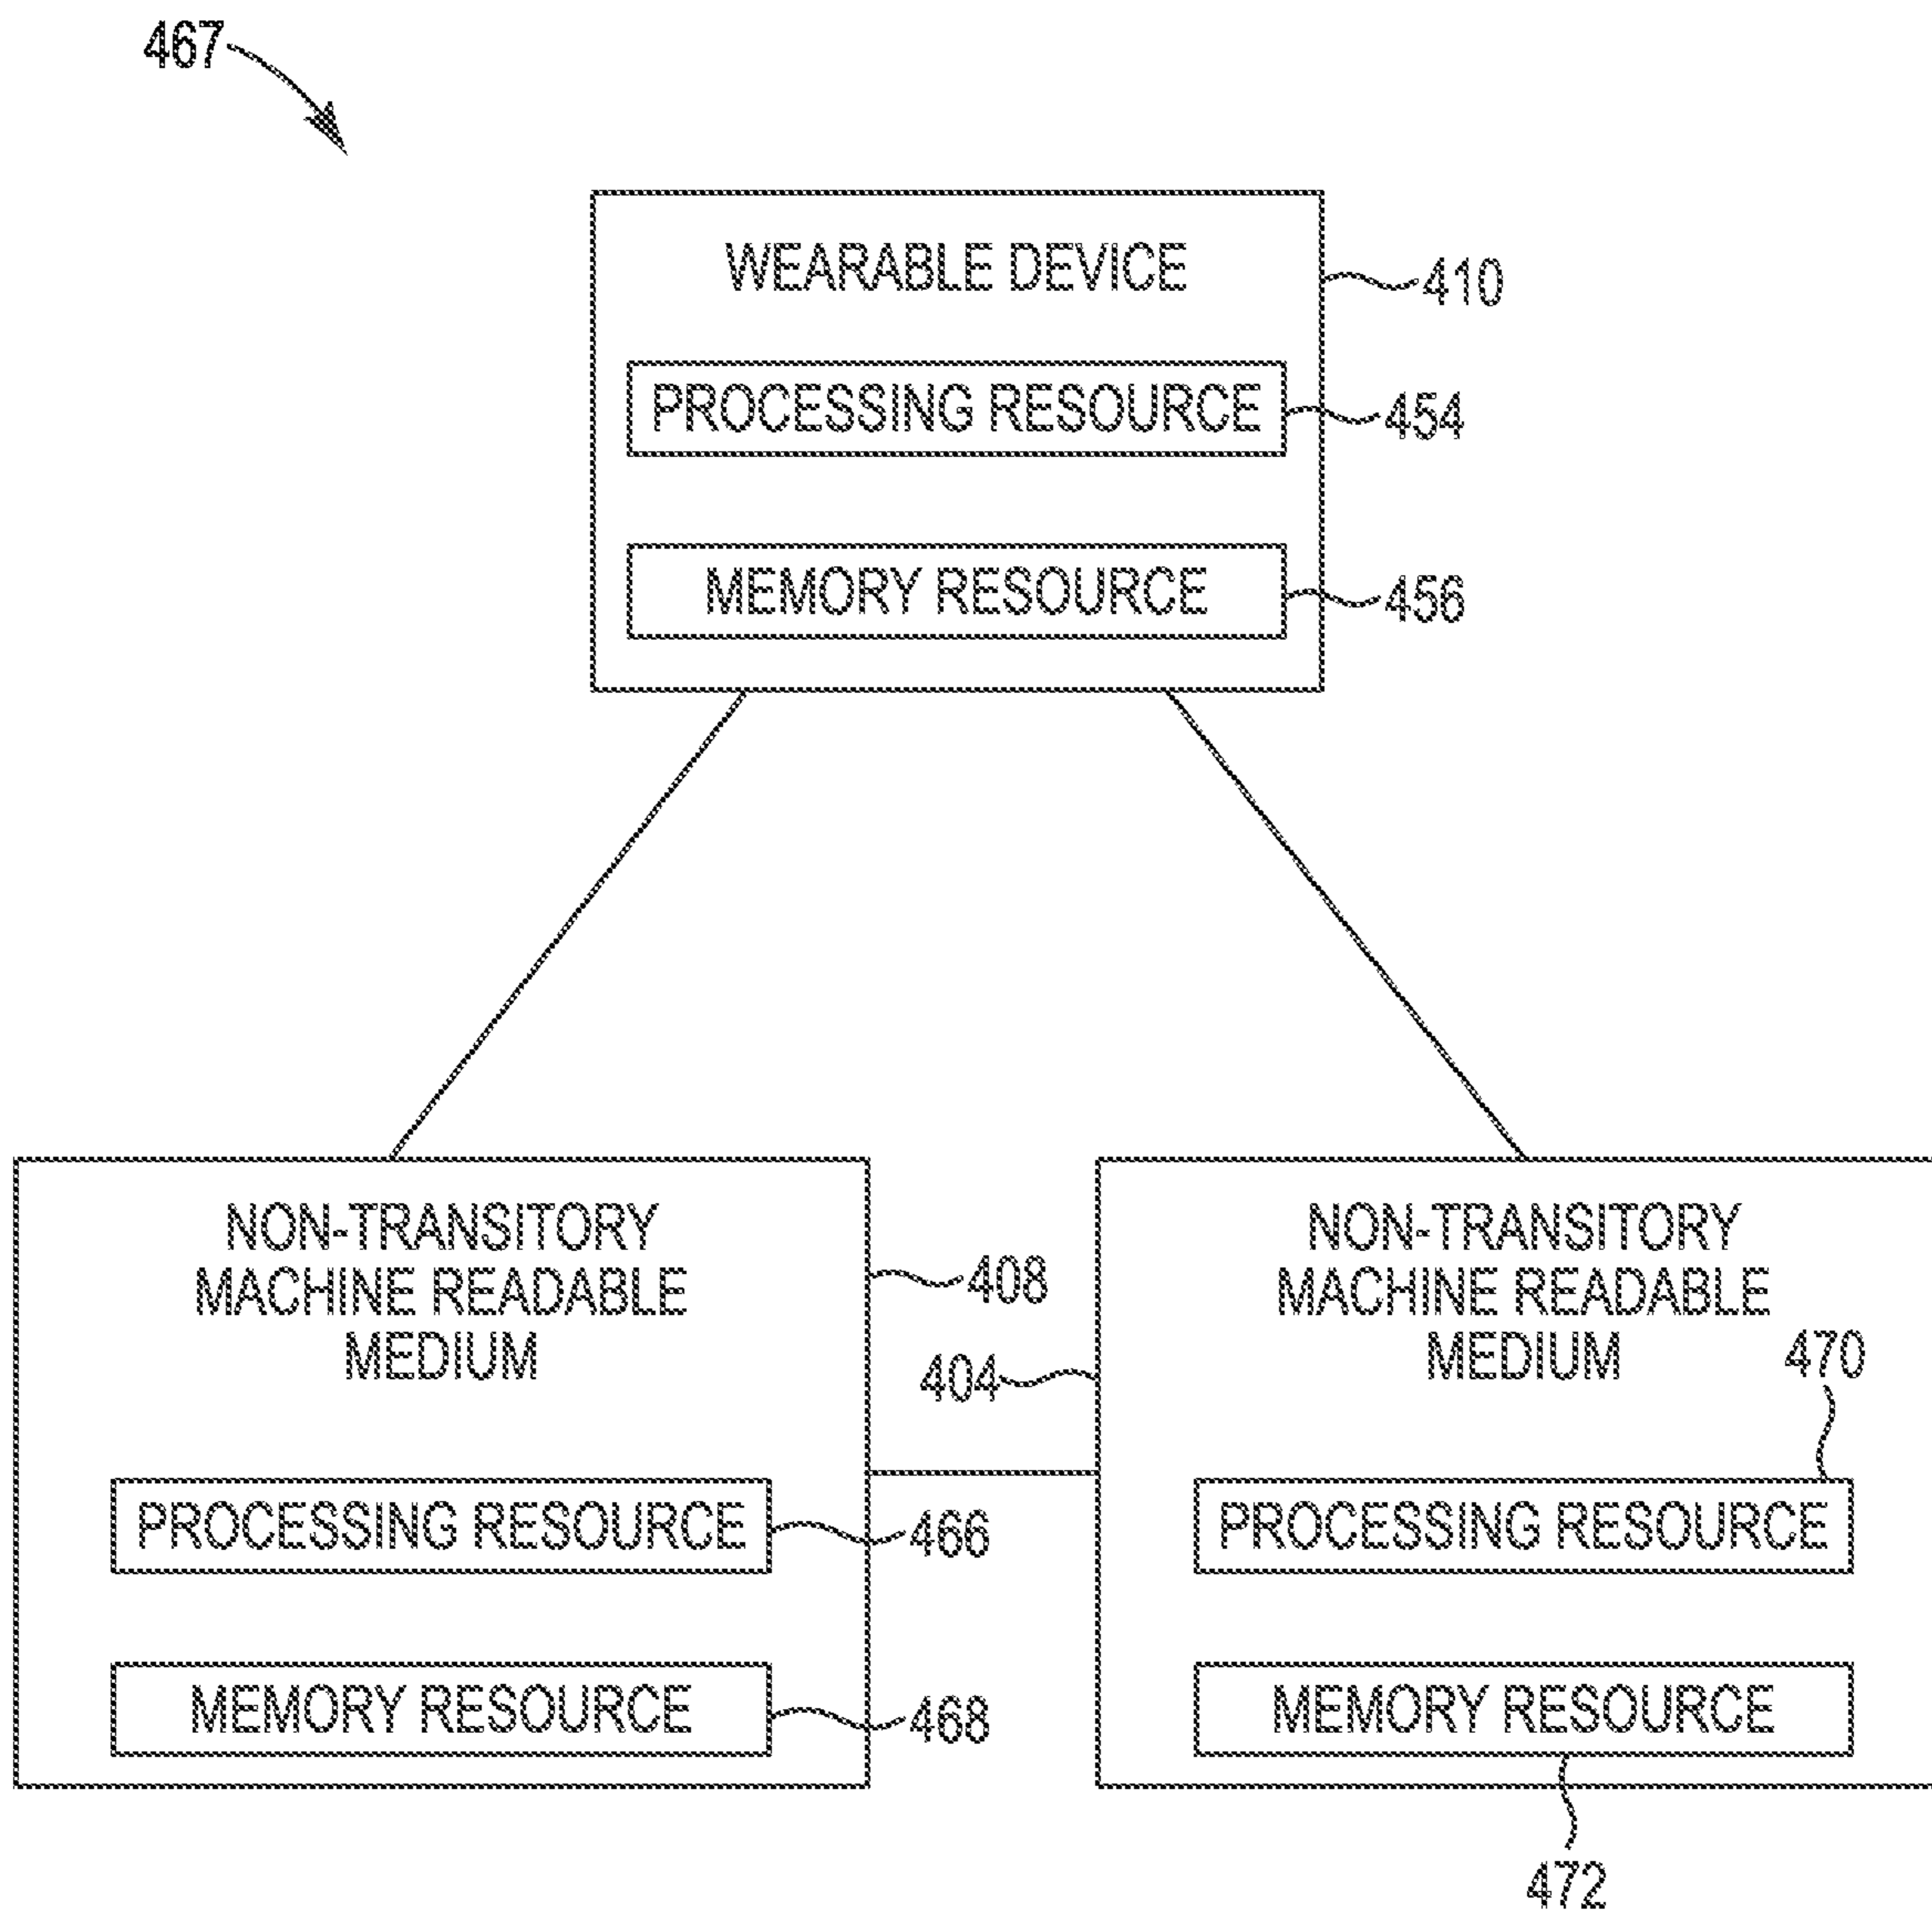 467
WEARABLE DEVICE
410
PROCESSING RESOURCE
454
MEMORY RESOURCE
456
NON-TRANSITORY
MACHINE READABLE
MEDIUM
408
PROCESSING RESOURCE
466
MEMORY RESOURCE
468
NON-TRANSITORY
MACHINE READABLE
MEDIUM
404
470
PROCESSING RESOURCE
MEMORY RESOURCE
472